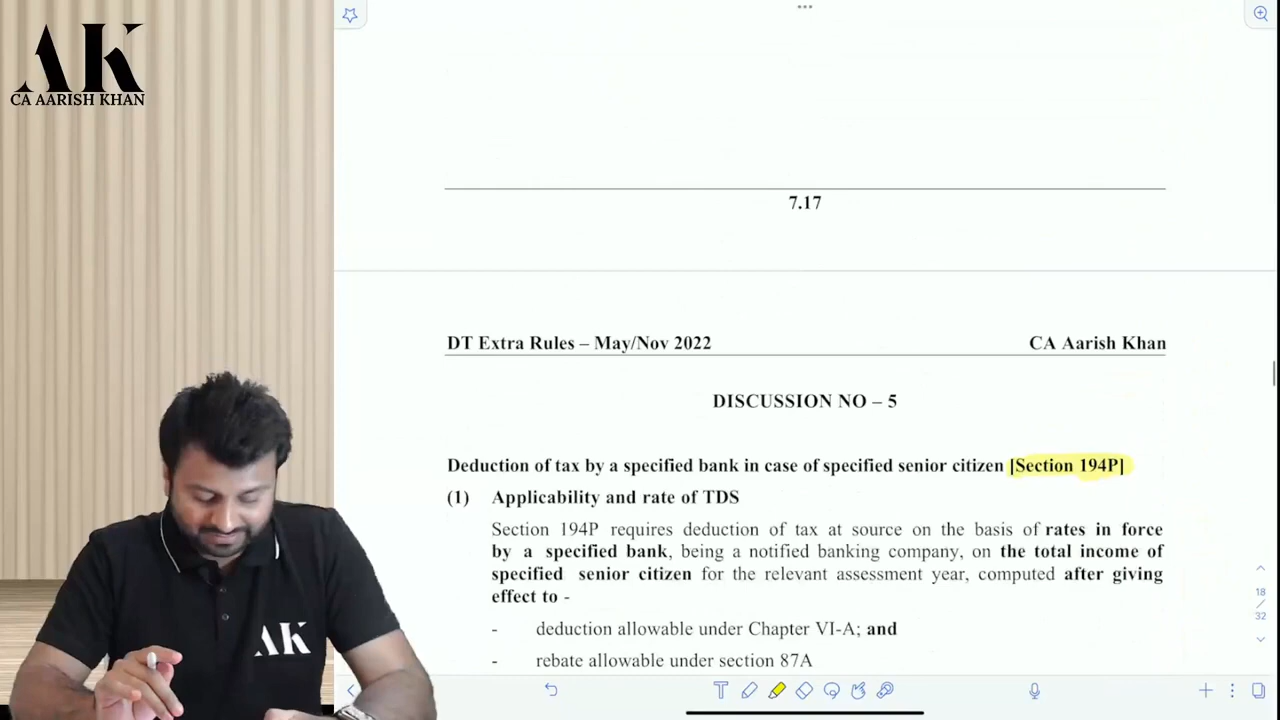 AK
CA AARISH KHAN
7.17
DT Extra Rules – May/Nov 2022 CA Aarish Khan
DISCUSSION NO – 5
Deduction of tax by a specified bank in case of specified senior citizen [Section 194P]
(1) Applicability and rate of TDS
Section 194P requires deduction of tax at source on the basis of rates in force
by a specified bank, being a notified banking company, on the total income of
specified senior citizen for the relevant assessment year, computed after giving
effect to -
- deduction allowable under Chapter VI-A; and
- rebate allowable under section 87A
18
/
32
AK
T